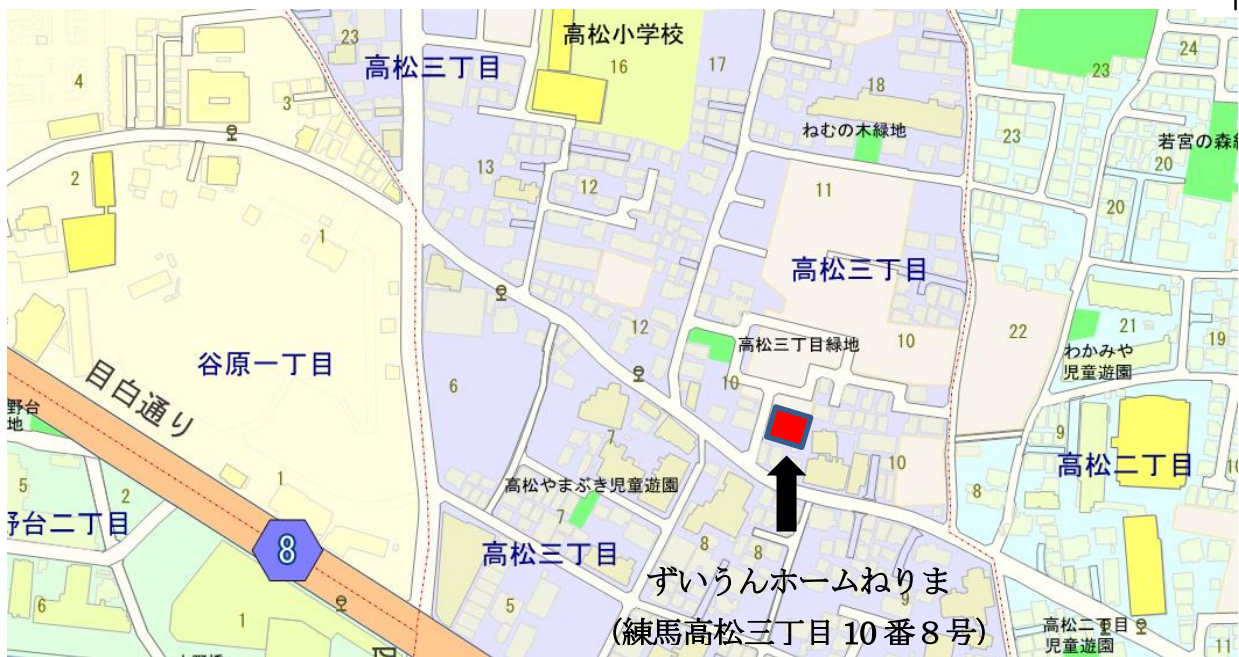 23
高松三丁目
高松小学校
16
17
24
23
4
3
18
ねむの木緑地
23
若宮の森
20
2
13
12
11
20
1
高松三丁目
12
高松三丁目緑地
10
22
21
19
わかみや
児童遊園
谷原一丁目
6
10
目白通り
野台
地
7
9
高松二丁目
10
5
2
1
高松やまぶき児童遊園
7
10
8
野台二丁目
8
高松三丁目
8
8
6
1
5
ずいうんホームねりま
9
(練馬高松三丁目10番8号)
高松二丁目
児童遊園
11